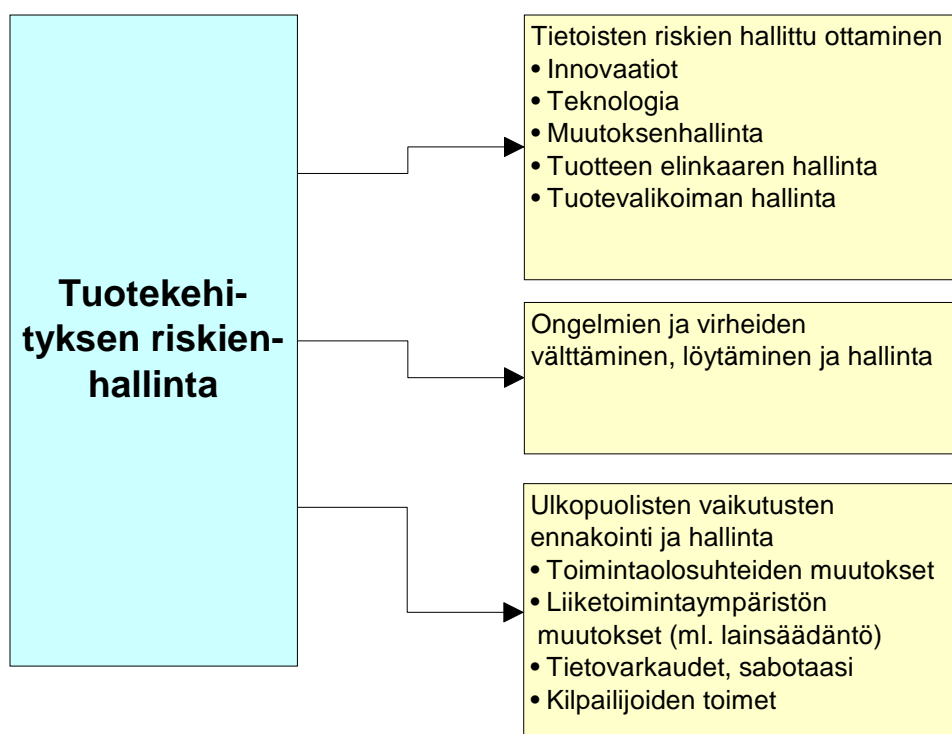 Tuotekehi-
tyksen riskien-
hallinta
Tietoisten riskien hallittu ottaminen
• Innovaatiot
• Teknologia
• Muutoksenhallinta
• Tuotteen elinkaaren hallinta
• Tuotevalikoiman hallinta
Ongelmien ja virheiden
välttäminen, löytäminen ja hallinta
Ulkopuolisten vaikutusten
ennakointi ja hallinta
• Toimintaolosuhteiden muutokset
• Liiketoimintaympäristön
muutokset (ml. lainsäädäntö)
• Tietovarkaudet, sabotaasi
• Kilpailijoiden toimet